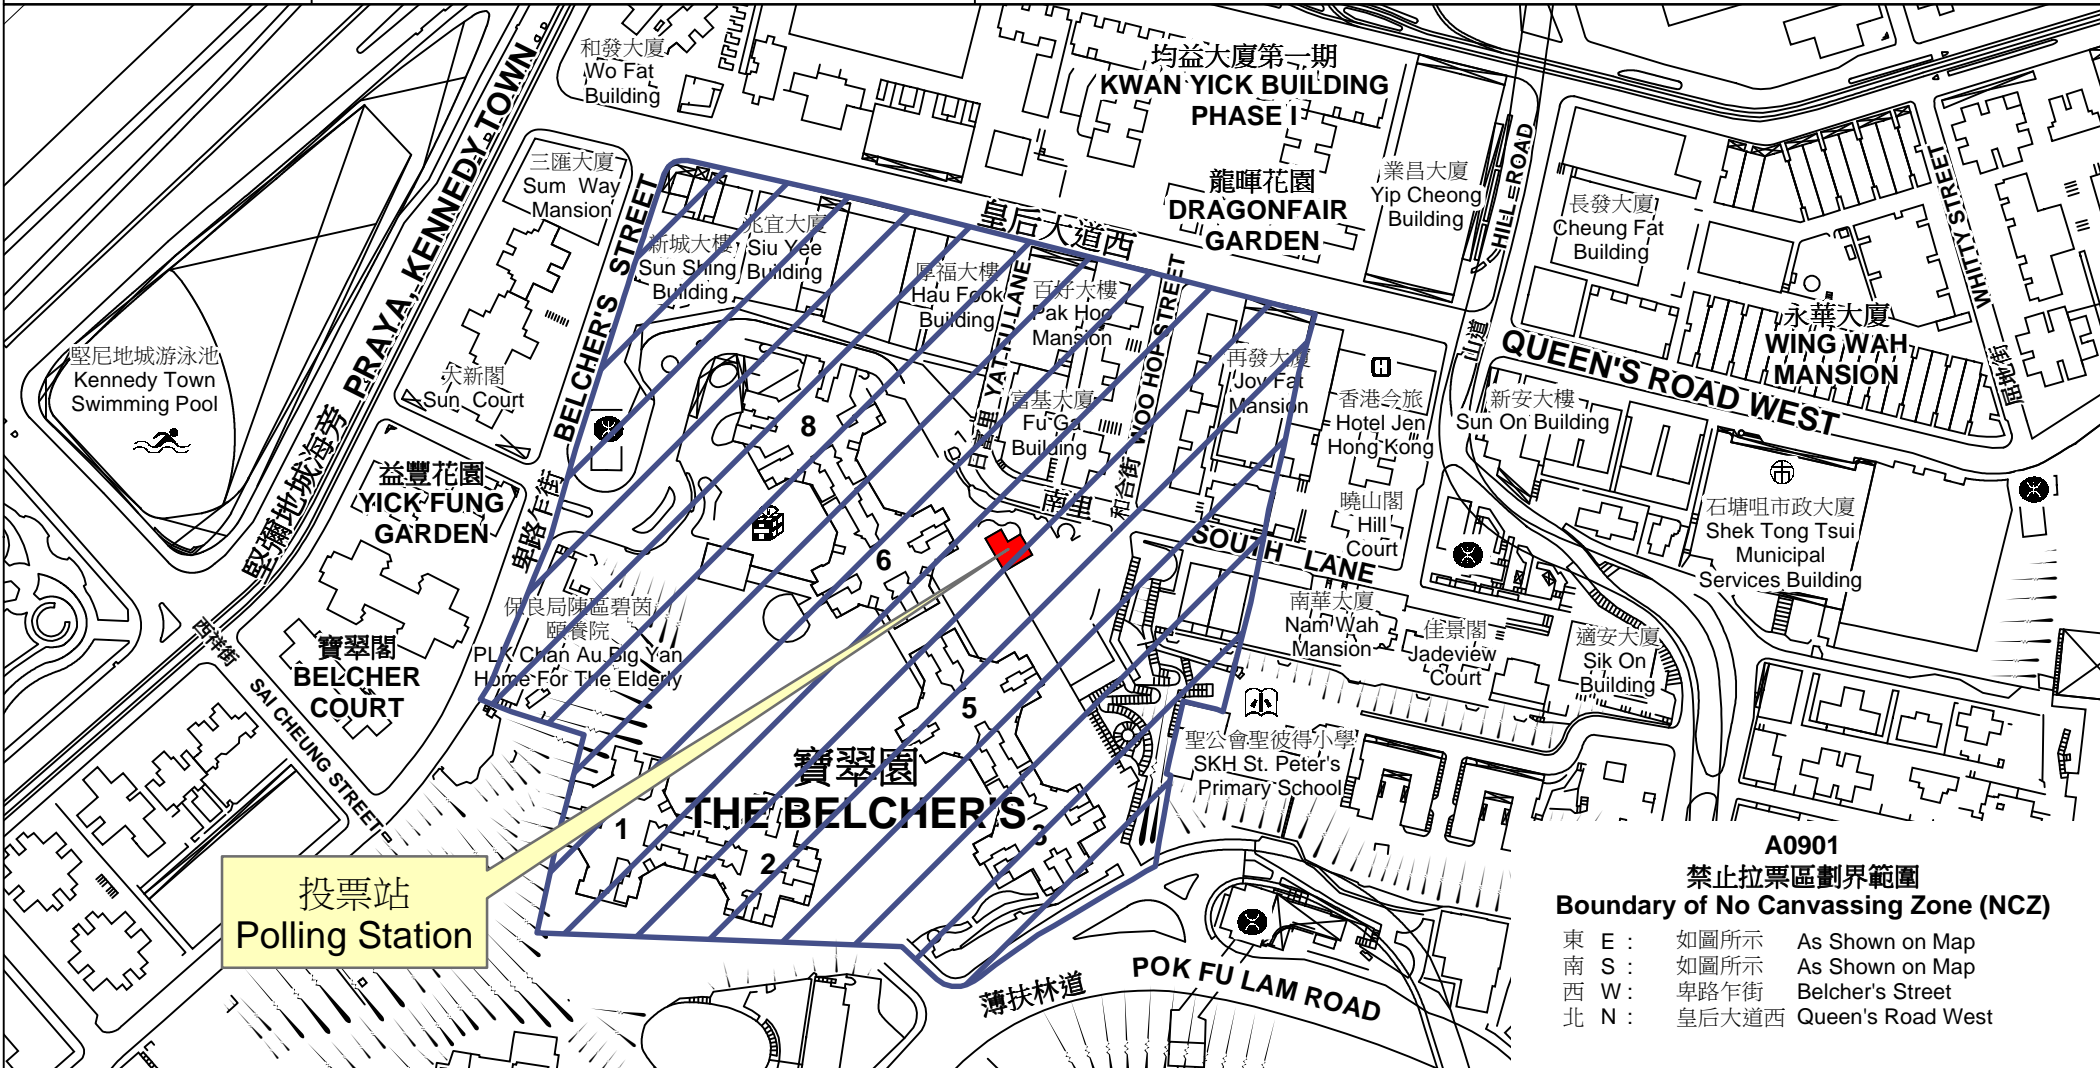 和發大廈
Wo Fat
Building
均益大廈第一期
KWAN YICK BUILDING
PHASE I
三匯大廈
Sum Way
Mansion
龍暉花園
DRAGONFAIR
GARDEN
業昌大廈
Yip Cheong
Building
HILL ROAD
山道
長發大廈
Cheung Fat
Building
WHITTY STREET
屈地街
永華大廈
WING WAH
MANSION
皇后大道西
QUEEN'S ROAD WEST
兆宜大廈
Siu Yee
Building
新城大樓
Sun Shing
Building
厚福大樓
Hau Fook
Building
百好大樓
Pak Hoo
Mansion
YAT FU LANE
日富里
WOO HOP STREET
和合街
再發大廈
Joy Fat
Mansion
富基大廈
Fu Ga
Building
香港今旅
Hotel Jen
Hong Kong
新安大樓
Sun On Building
曉山閣
Hill
Court
市
石塘咀市政大廈
Shek Tong Tsui
Municipal
Services Building
堅尼地城游泳池
Kennedy Town
Swimming Pool
堅彌地城海旁 PRAYA, KENNEDY TOWN
大新閣
Sun Court
BELCHER'S STREET
卑路乍街
益豐花園
YICK FUNG
GARDEN
南里
SOUTH LANE
南華大廈
Nam Wah
Mansion
佳景閣
Jadeview
Court
適安大廈
Sik On
Building
保良局陳區碧茵
頤養院
PLK Chan Au Big Yan
Home For The Elderly
西祥街
SAI CHEUNG STREET
寶翠閣
BELCHER
COURT
8
6
5
寶翠園
THE BELCHER'S
1
2
3
聖公會聖彼得小學
SKH St. Peter's
Primary School
投票站
Polling Station
薄扶林道
POK FU LAM ROAD
A0901
禁止拉票區劃界範圍
Boundary of No Canvassing Zone (NCZ)
東 E : 如圖所示 As Shown on Map
南 S : 如圖所示 As Shown on Map
西 W : 卑路乍街 Belcher's Street
北 N : 皇后大道西 Queen's Road West